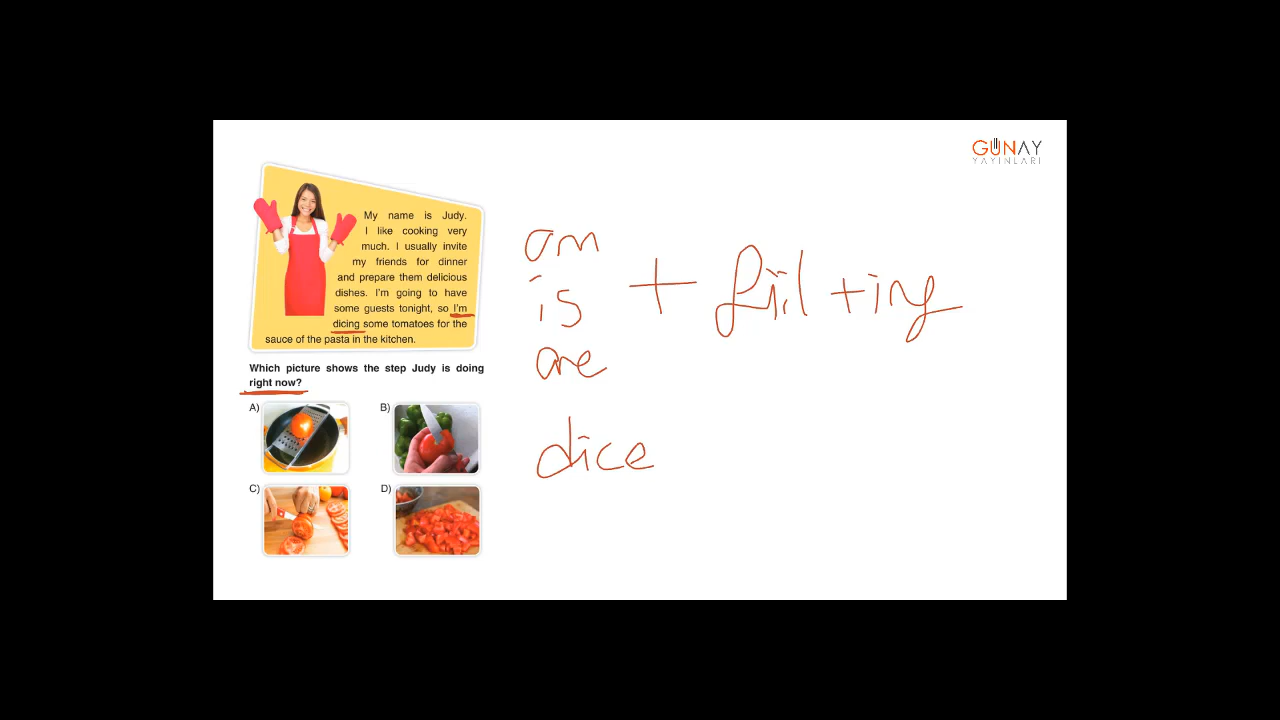 GÜNAY
YAYINLARI
My name is Judy.
I like cooking very
much. I usually invite
my friends for dinner
and prepare them delicious
dishes. I'm going to have
some guests tonight, so I'm
dicing some tomatoes for the
sauce of the pasta in the kitchen.
Which picture shows the step Judy is doing
right now?
A)
B)
C)
D)
am
is
are
+ fiil +ing
dice